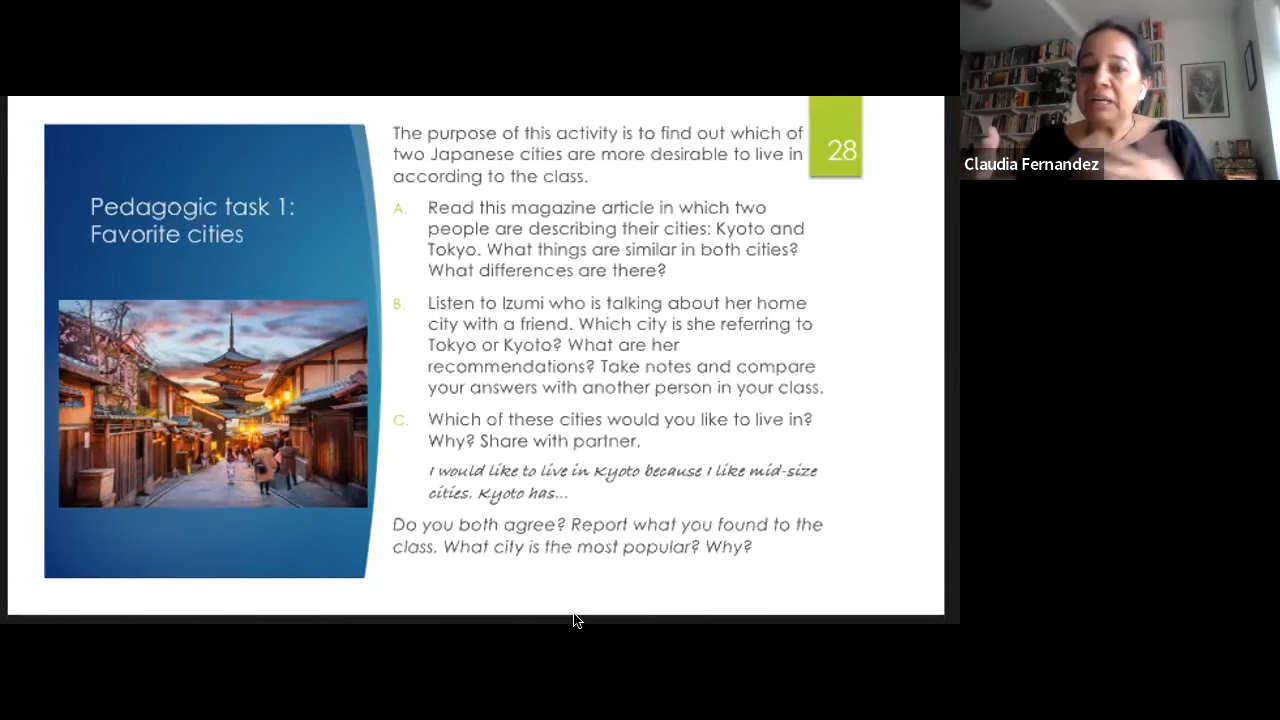 Pedagogic task 1:
Favorite cities
The purpose of this activity is to find out which of
two Japanese cities are more desirable to live in
according to the class.
28
A. Read this magazine article in which two
people are describing their cities: Kyoto and
Tokyo. What things are similar in both cities?
What differences are there?
B. Listen to Izumi who is talking about her home
city with a friend. Which city is she referring to
Tokyo or Kyoto? What are her
recommendations? Take notes and compare
your answers with another person in your class.
C. Which of these cities would you like to live in?
Why? Share with partner.
I would like to live in Kyoto because I like mid-size
cities. Kyoto has...
Do you both agree? Report what you found to the
class. What city is the most popular? Why?
Claudia Fernandez